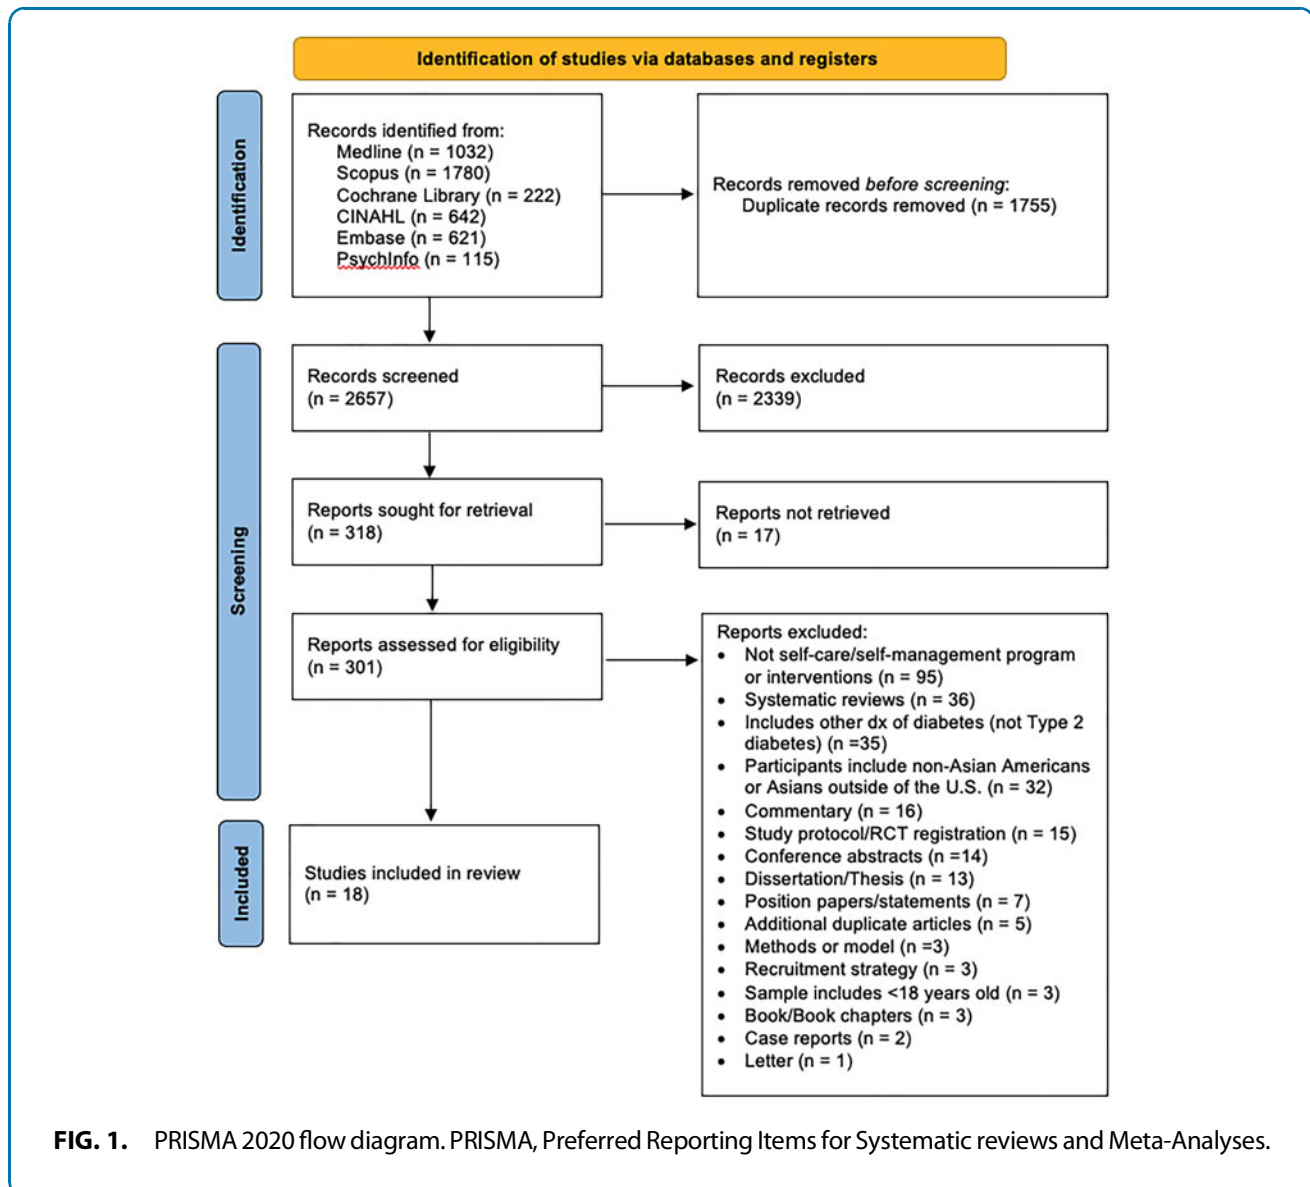 Identification of studies via databases and registers
Identification
Records identified from:
Medline (n = 1032)
Scopus (n = 1780)
Cochrane Library (n = 222)
CINAHL (n = 642)
Embase (n = 621)
PsychInfo (n = 115)
Records removed before screening:
Duplicate records removed (n = 1755)
Screening
Records screened
(n = 2657)
Records excluded
(n = 2339)
Reports sought for retrieval
(n = 318)
Reports not retrieved
(n = 17)
Reports assessed for eligibility
(n = 301)
Reports excluded:
• Not self-care/self-management program
or interventions (n = 95)
• Systematic reviews (n = 36)
• Includes other dx of diabetes (not Type 2
diabetes) (n =35)
• Participants include non-Asian Americans
or Asians outside of the U.S. (n = 32)
• Commentary (n = 16)
• Study protocol/RCT registration (n = 15)
• Conference abstracts (n =14)
• Dissertation/Thesis (n = 13)
• Position papers/statements (n = 7)
• Additional duplicate articles (n = 5)
• Methods or model (n =3)
• Recruitment strategy (n = 3)
• Sample includes <18 years old (n = 3)
• Book/Book chapters (n = 3)
• Case reports (n = 2)
• Letter (n = 1)
Included
Studies included in review
(n = 18)
FIG. 1. PRISMA 2020 flow diagram. PRISMA, Preferred Reporting Items for Systematic reviews and Meta-Analyses.